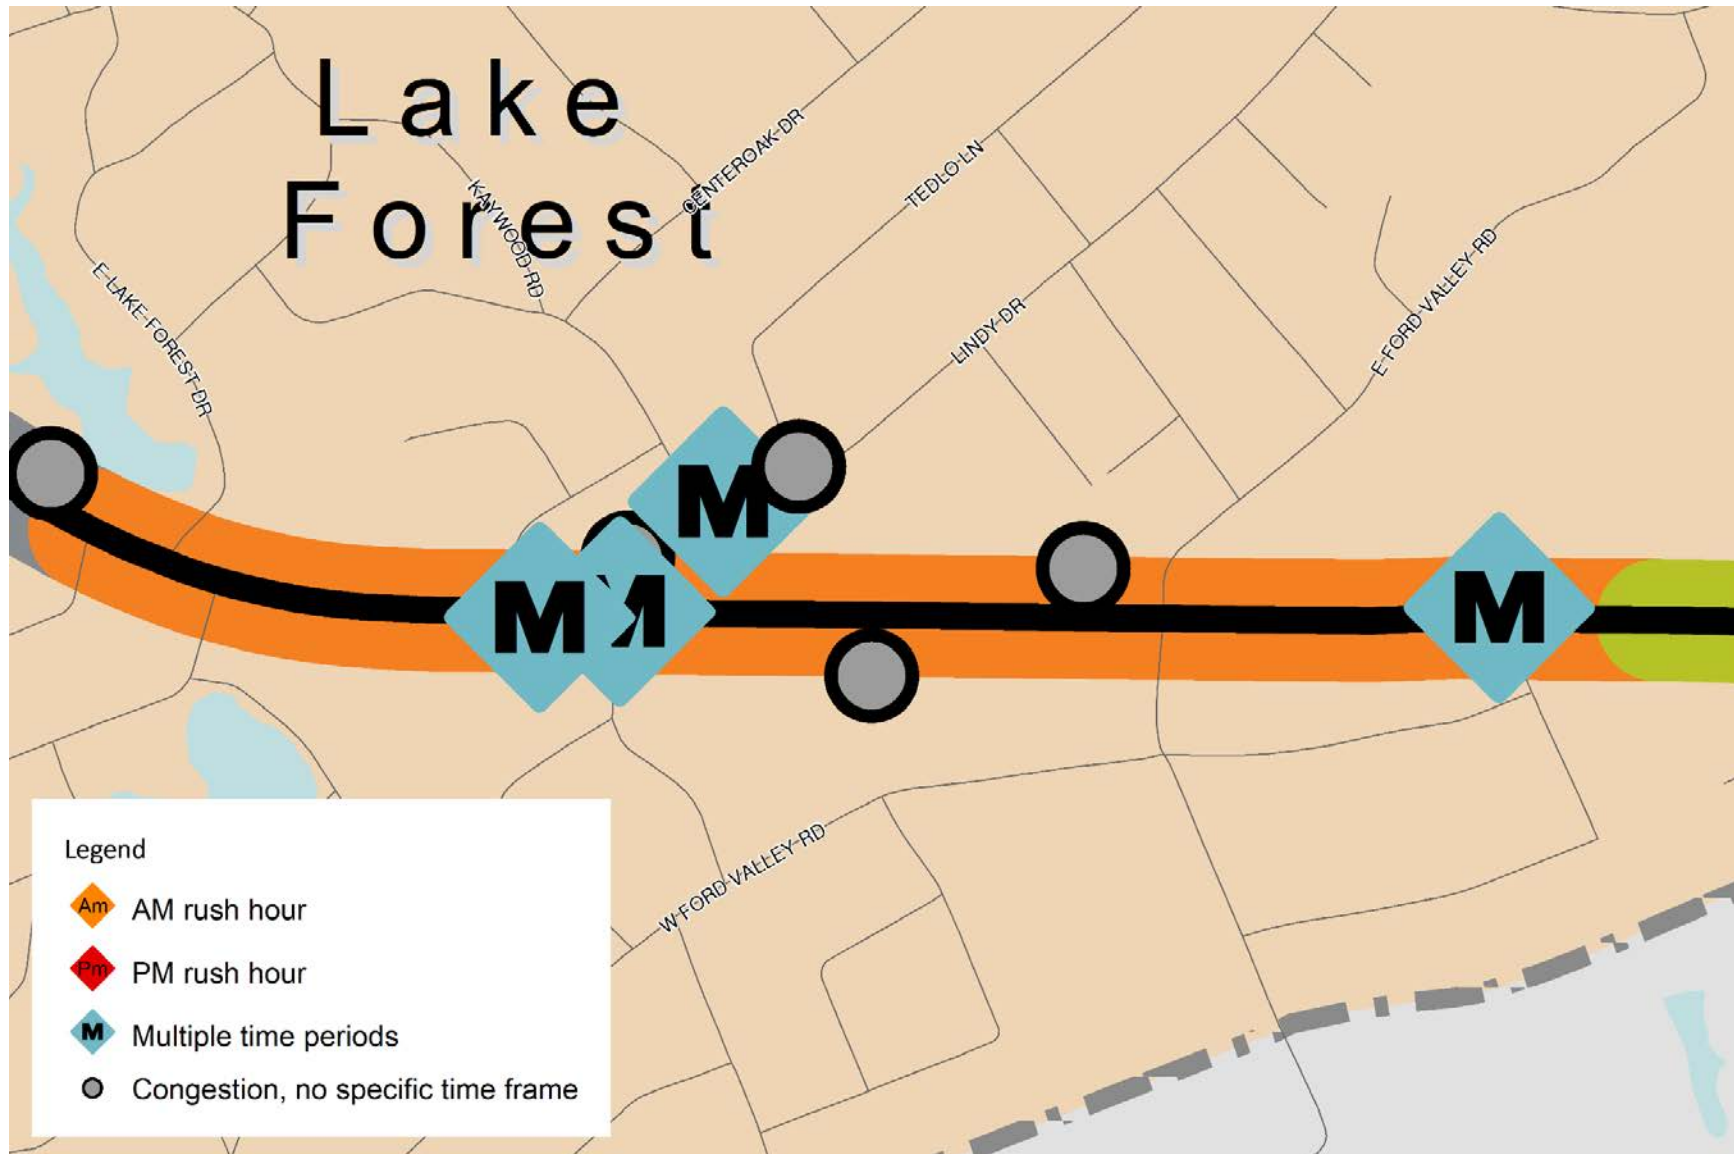 Lake
Forest
CENTEROAK DR
KAYWOOD RD
TEDLO LN
E LAKE FOREST DR
LINDY DR
E FORD VALLEY RD
M
M
M
M
W FORD VALLEY RD
Legend
Am AM rush hour
Pm PM rush hour
M Multiple time periods
Congestion, no specific time frame